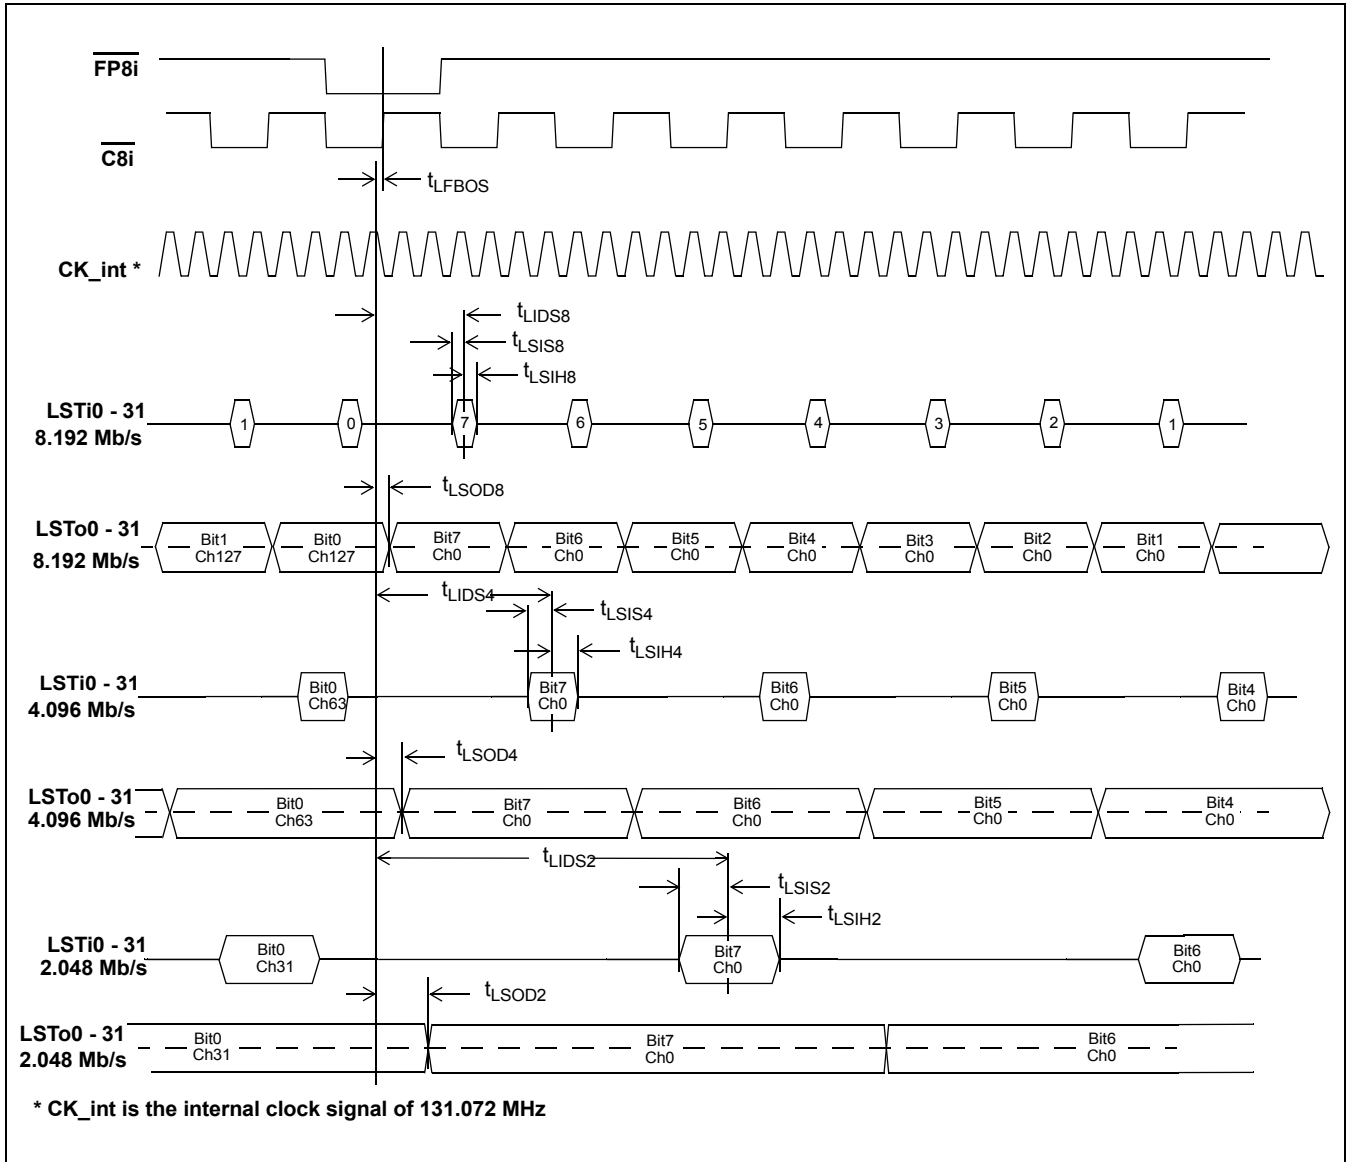 FP8i
C8i
tLFBOS
CK_int *
tLIDS8
tLSIS8
tLSIH8
LSTi0 - 31
8.192 Mb/s
1 0 7 6 5 4 3 2 1
tLSOD8
LSTo0 - 31
8.192 Mb/s
Bit1 Bit0 Bit7 Bit6 Bit5 Bit4 Bit3 Bit2 Bit1
Ch127 Ch127 Ch0 Ch0 Ch0 Ch0 Ch0 Ch0 Ch0
tLIDS4
tLSIS4
tLSIH4
LSTi0 - 31
4.096 Mb/s
Bit0 Bit7 Bit6 Bit5 Bit4
Ch63 Ch0 Ch0 Ch0 Ch0
tLSOD4
LSTo0 - 31
4.096 Mb/s
Bit0 Bit7 Bit6 Bit5 Bit4
Ch63 Ch0 Ch0 Ch0 Ch0
tLIDS2
tLSIS2
tLSIH2
LSTi0 - 31
2.048 Mb/s
Bit0 Bit7 Bit6
Ch31 Ch0 Ch0
tLSOD2
LSTo0 - 31
2.048 Mb/s
Bit0 Bit7 Bit6
Ch31 Ch0 Ch0
* CK_int is the internal clock signal of 131.072 MHz